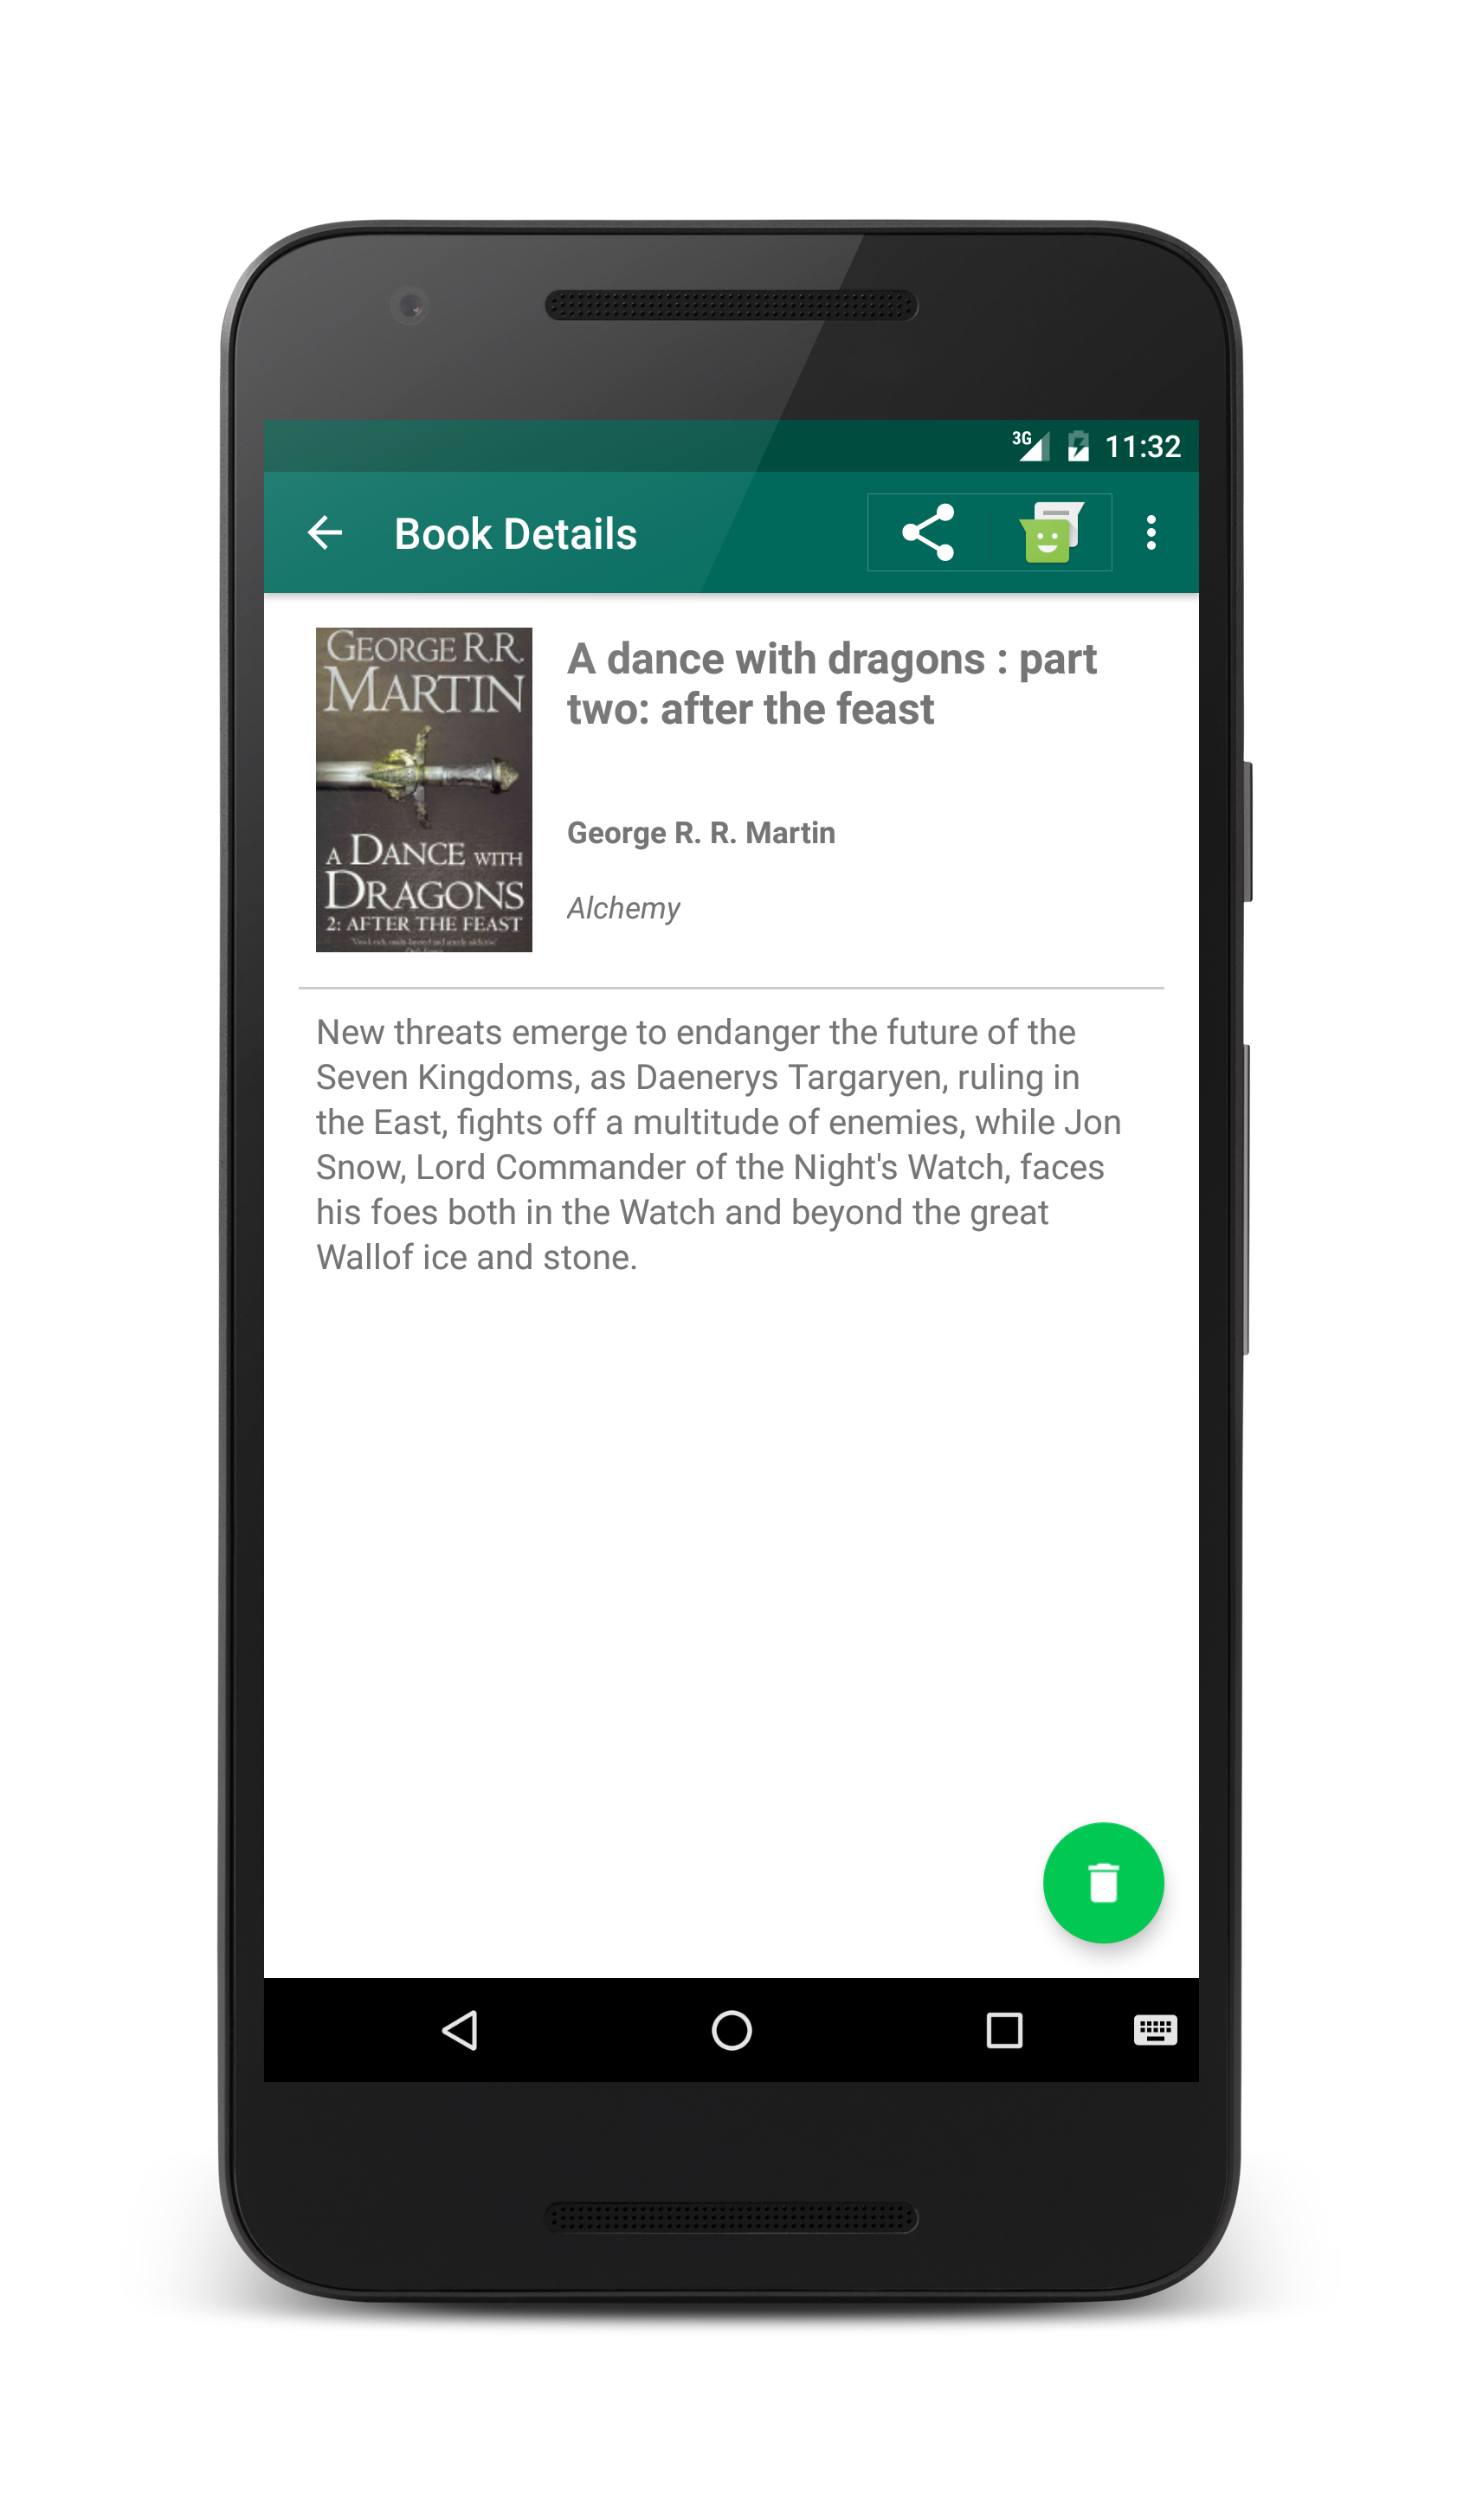 3G 11:32
Book Details
GEORGE R.R.
MARTIN
A DANCE WITH
DRAGONS
2: AFTER THE FEAST
A dance with dragons : part
two: after the feast
George R. R. Martin
Alchemy
New threats emerge to endanger the future of the
Seven Kingdoms, as Daenerys Targaryen, ruling in
the East, fights off a multitude of enemies, while Jon
Snow, Lord Commander of the Night's Watch, faces
his foes both in the Watch and beyond the great
Wallof ice and stone.